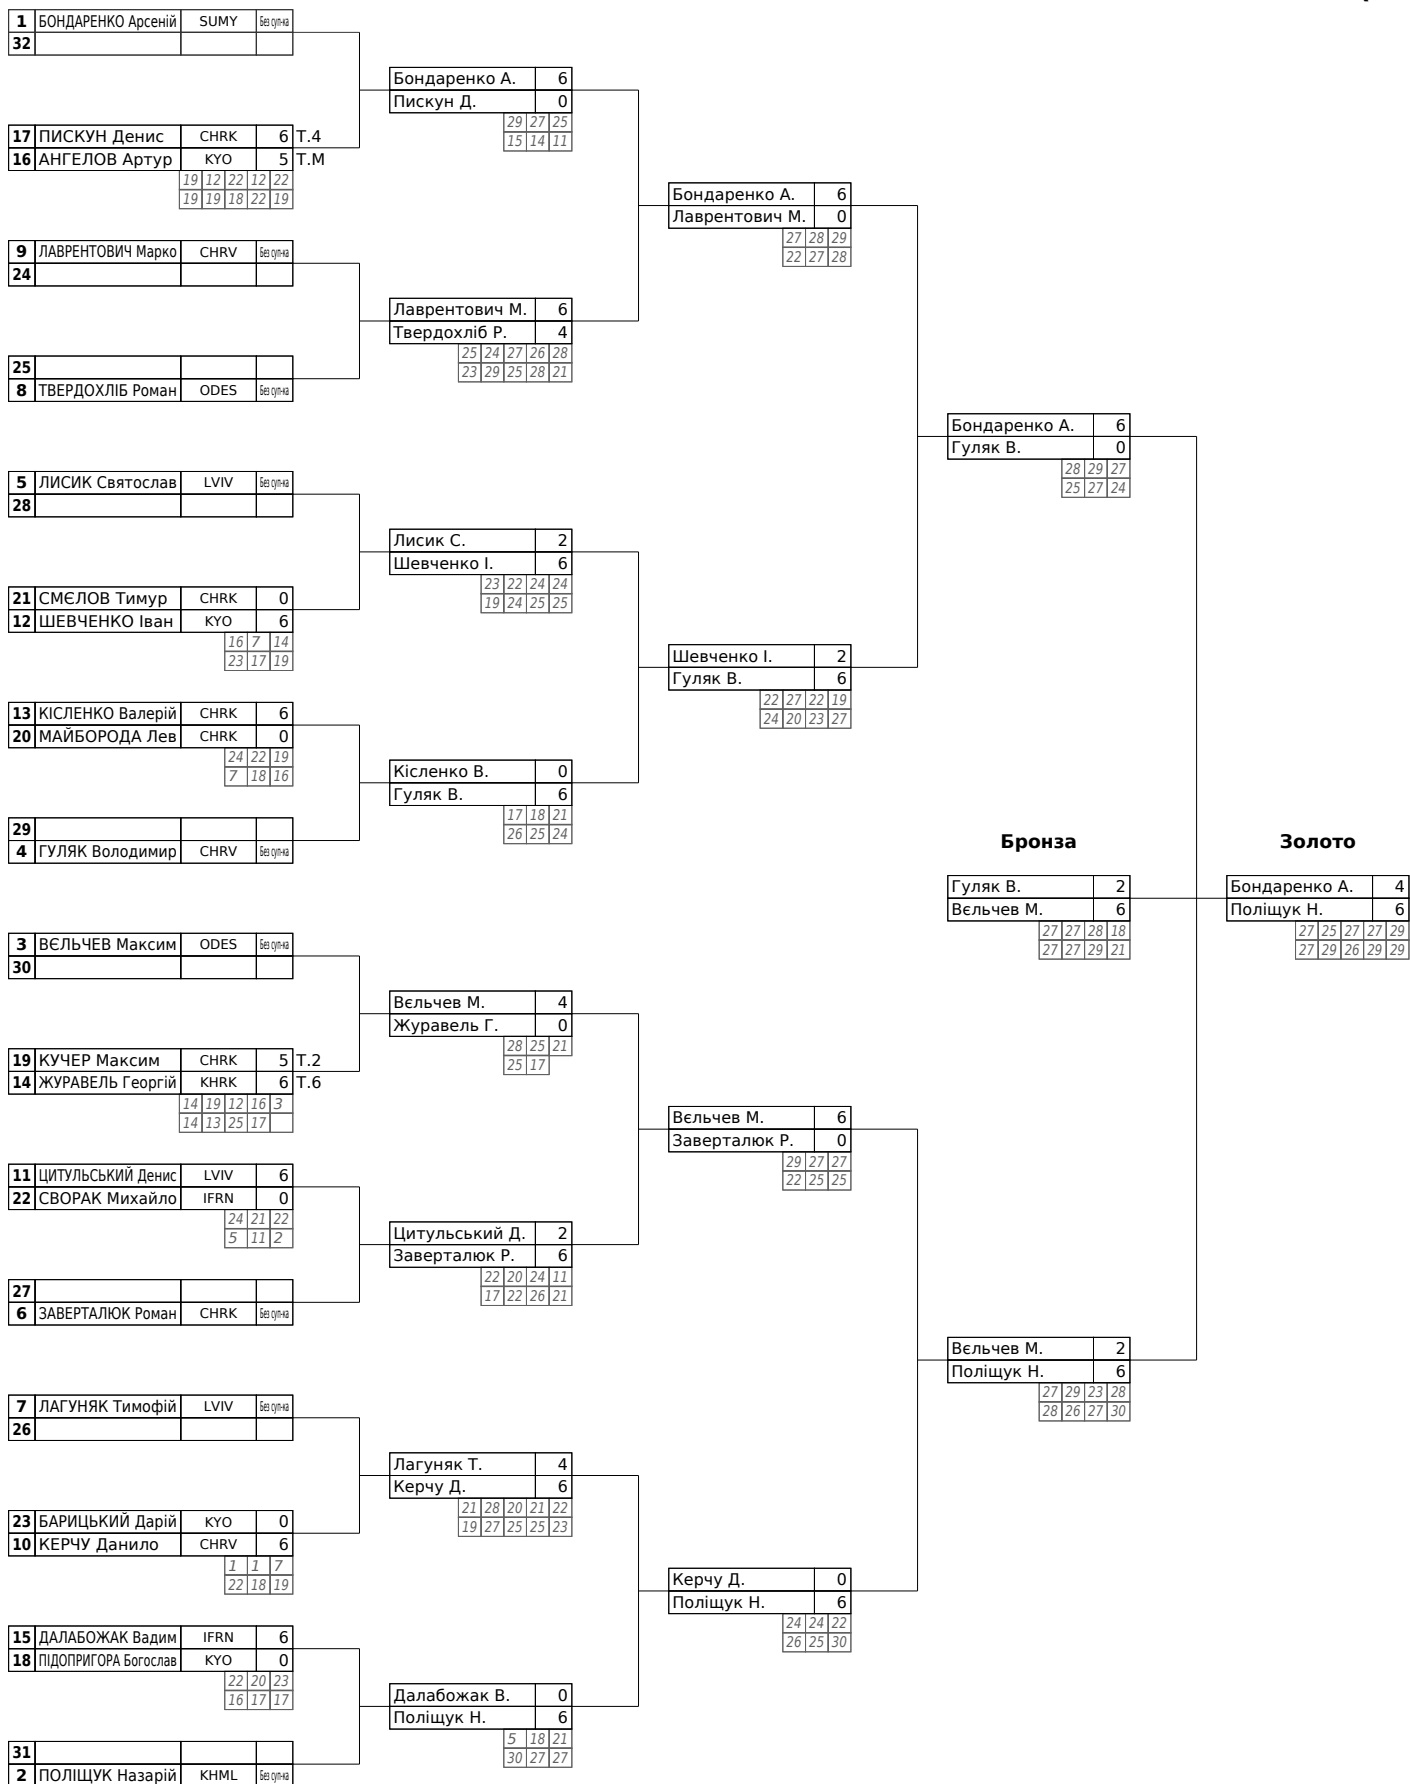 1 БОНДАРЕНКО Арсеній SUMY Без суп-ка
32
Бондаренко А. 6
Пискун Д. 0
29 27 25
15 14 11
17 ПИСКУН Денис CHRK 6 T.4
16 АНГЕЛОВ Артур KYO 5 T.M
19 12 22 12 22
19 19 18 22 19
Бондаренко А. 6
Лаврентович М. 0
27 28 29
22 27 28
9 ЛАВРЕНТОВИЧ Марко CHRV Без суп-ка
24
Лаврентович М. 6
Твердохліб Р. 4
25 24 27 26 28
23 29 25 28 21
25
8 ТВЕРДОХЛІБ Роман ODES Без суп-ка
Бондаренко А. 6
Гуляк В. 0
28 29 27
25 27 24
5 ЛИСИК Святослав LVIV Без суп-ка
28
Лисик С. 2
Шевченко І. 6
23 22 24 24
19 24 25 25
21 СМЄЛОВ Тимур CHRK 0
12 ШЕВЧЕНКО Іван KYO 6
16 7 14
23 17 19
Шевченко І. 2
Гуляк В. 6
22 27 22 19
24 20 23 27
13 КІСЛЕНКО Валерій CHRK 6
20 МАЙБОРОДА Лев CHRK 0
24 22 19
7 18 16
Кісленко В. 0
Гуляк В. 6
17 18 21
26 25 24
29
4 ГУЛЯК Володимир CHRV Без суп-ка
Бронза
Золото
Гуляк В. 2
Вєльчев М. 6
27 27 28 18
27 27 29 21
Бондаренко А. 4
Поліщук Н. 6
27 25 27 27 29
27 29 26 29 29
3 ВЄЛЬЧЕВ Максим ODES Без суп-ка
30
Вєльчев М. 4
Журавель Г. 0
28 25 21
25 17
19 КУЧЕР Максим CHRK 5 T.2
14 ЖУРАВЕЛЬ Георгій KHRK 6 T.6
14 19 12 16 3
14 13 25 17
Вєльчев М. 6
Заверталюк Р. 0
29 27 27
22 25 25
11 ЦИТУЛЬСЬКИЙ Денис LVIV 6
22 СВОРАК Михайло IFRN 0
24 21 22
5 11 2
Цитульський Д. 2
Заверталюк Р. 6
22 20 24 11
17 22 26 21
27
6 ЗАВЕРТАЛЮК Роман CHRK Без суп-ка
Вєльчев М. 2
Поліщук Н. 6
27 29 23 28
28 26 27 30
7 ЛАГУНЯК Тимофій LVIV Без суп-ка
26
Лагуняк Т. 4
Керчу Д. 6
21 28 20 21 22
19 27 25 25 23
23 БАРИЦЬКИЙ Дарій KYO 0
10 КЕРЧУ Данило CHRV 6
1 1 7
22 18 19
Керчу Д. 0
Поліщук Н. 6
24 24 22
26 25 30
15 ДАЛАБОЖАК Вадим IFRN 6
18 ПІДОПРИГОРА Богослав KYO 0
22 20 23
16 17 17
Далабожак В. 0
Поліщук Н. 6
5 18 21
30 27 27
31
2 ПОЛІЩУК Назарій KHML Без суп-ка